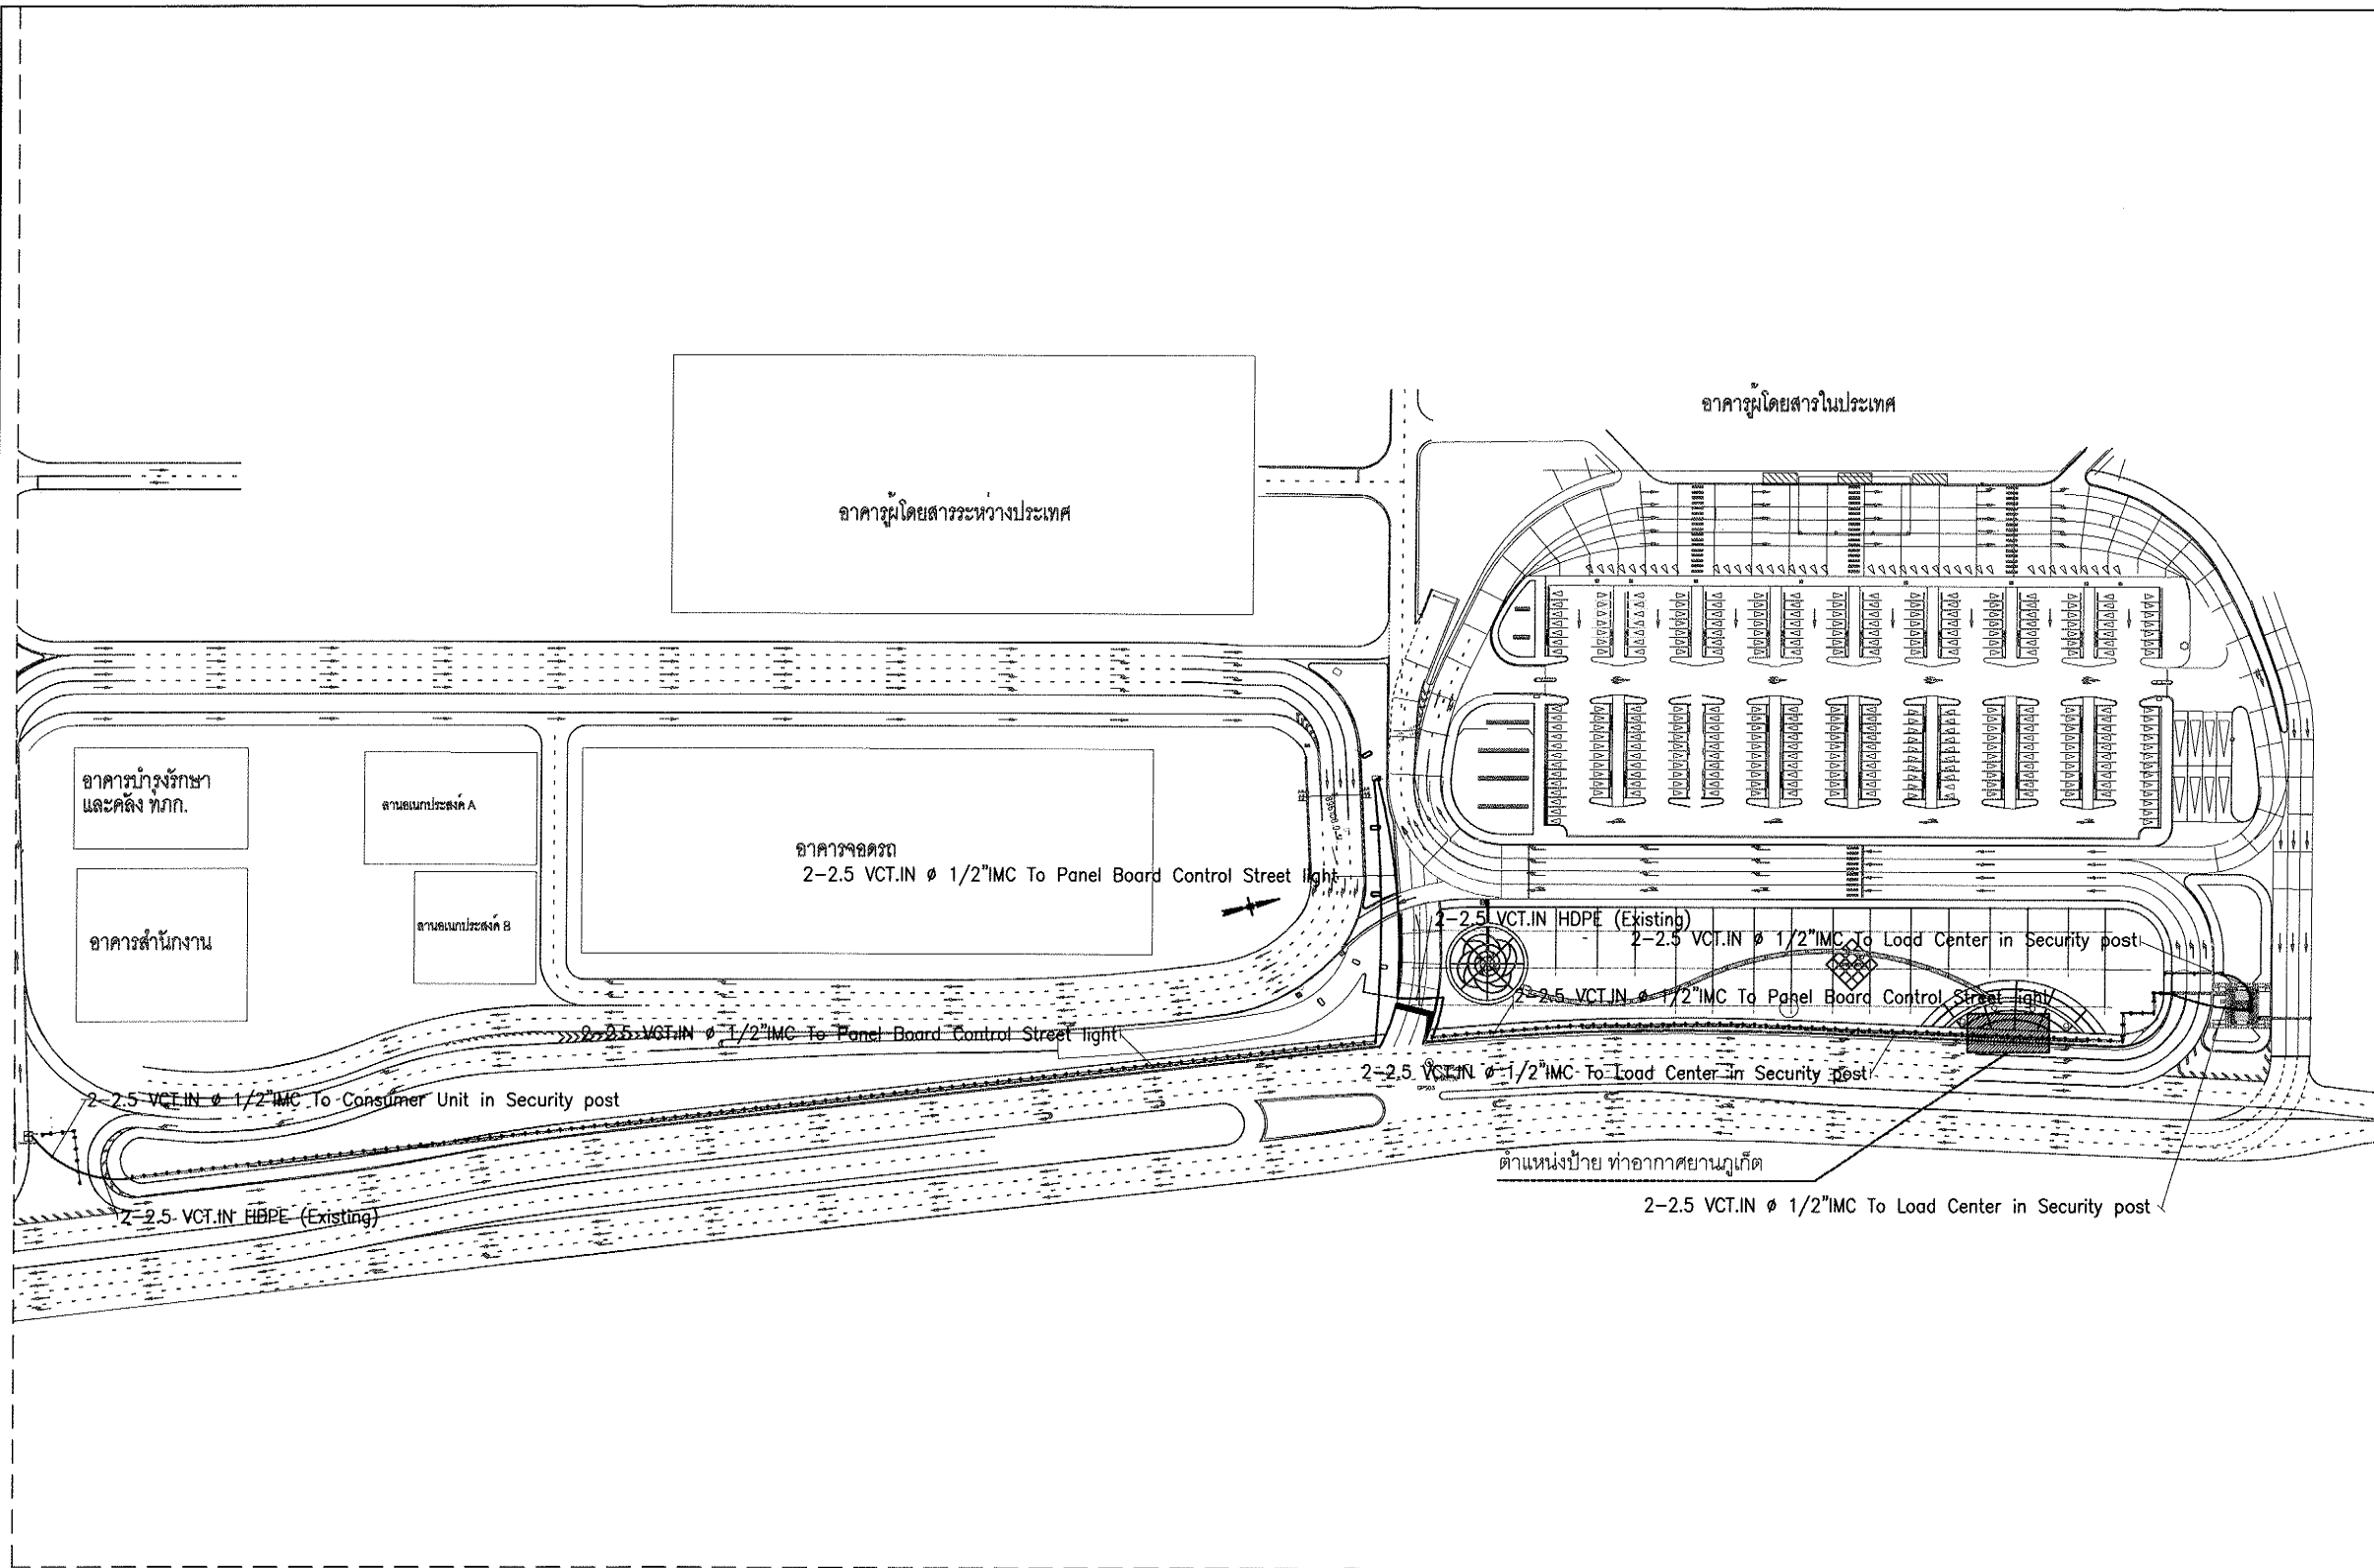 อาคารผู้โดยสารในประเทศ
อาคารผู้โดยสารระหว่างประเทศ
อาคารบำรุงรักษา
และคลัง ทภก.
ลานอเนกประสงค์ A
อาคารจอดรถ
2-2.5 VCT.IN ø 1/2"IMC To Panel Board Control Street light
อาคารสำนักงาน
ลานอเนกประสงค์ B
2-2.5 VCT.IN HDPE (Existing)
2-2.5 VCT.IN ø 1/2"IMC To Load Center in Security post
2-2.5 VCT.IN ø 1/2"IMC To Panel Board Control Street light
2-2.5 VCT.IN ø 1/2"IMC To Panel Board Control Street light
2-2.5 VCT.IN ø 1/2"IMC To Load Center in Security post
2-2.5 VCT.IN ø 1/2"IMC To Consumer Unit in Security post
ตำแหน่งป้าย ท่าอากาศยานภูเก็ต
2-2.5 VCT.IN ø 1/2"IMC To Load Center in Security post
2-2.5 VCT.IN HDPE (Existing)